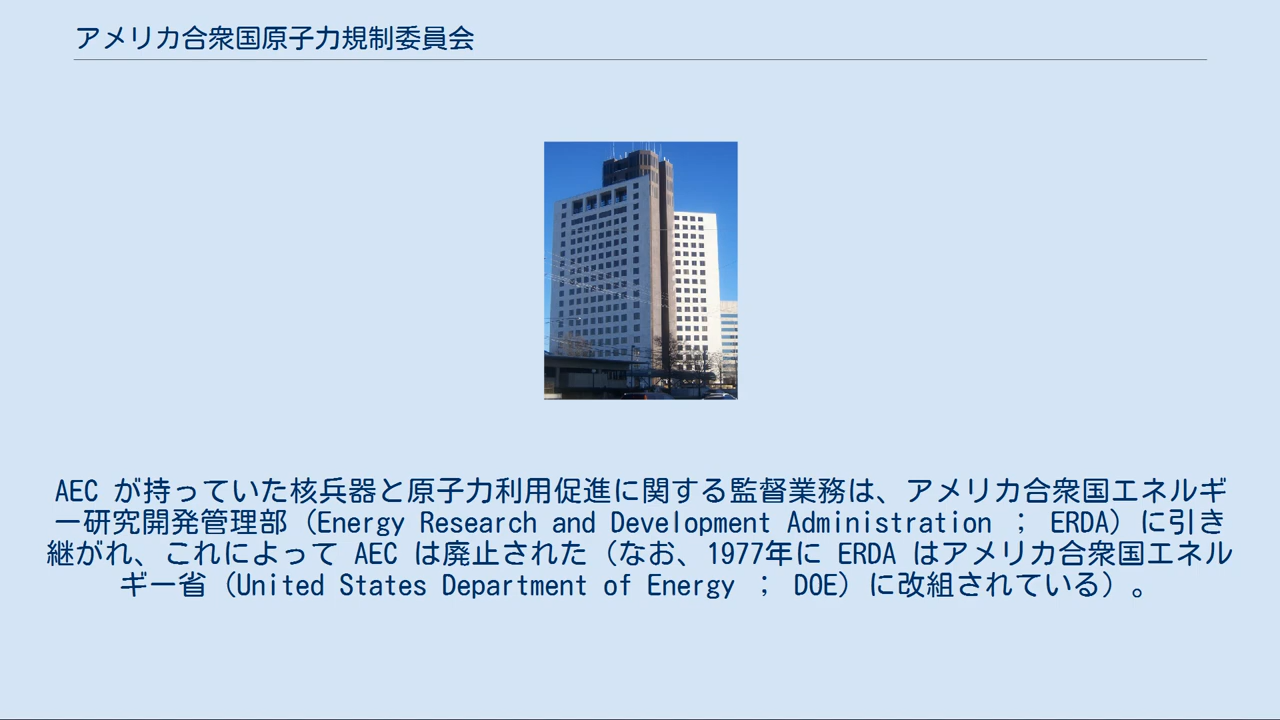 アメリカ合衆国原子力規制委員会
AEC が持っていた核兵器と原子力利用促進に関する監督業務は、アメリカ合衆国エネルギ
ー研究開発管理部（Energy Research and Development Administration ； ERDA）に引き
継がれ、これによって AEC は廃止された（なお、1977年に ERDA はアメリカ合衆国エネル
ギー省（United States Department of Energy ； DOE）に改組されている）。